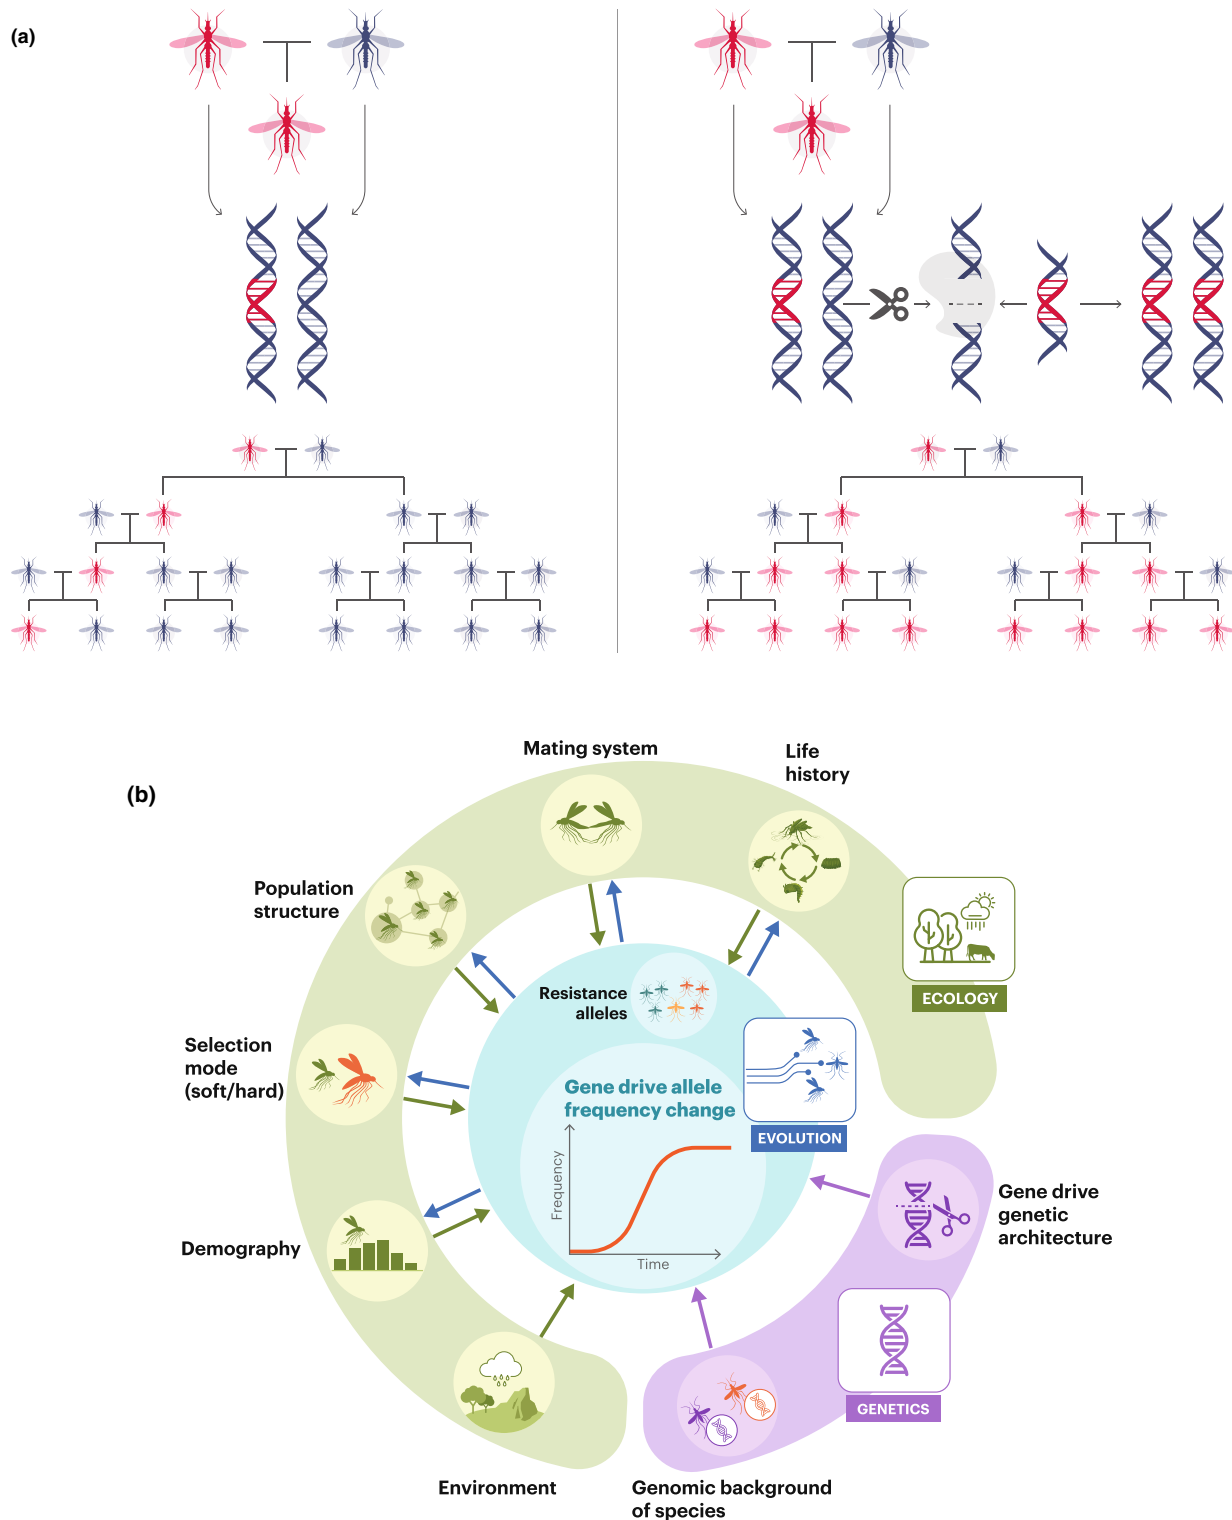 (a)
(b)
Mating system
Life
history
Population
structure
ECOLOGY
Resistance
alleles
Selection
mode
(soft/hard)
Gene drive allele
frequency change
EVOLUTION
Frequency
Time
Gene drive
genetic
architecture
Demography
GENETICS
Environment
Genomic background
of species